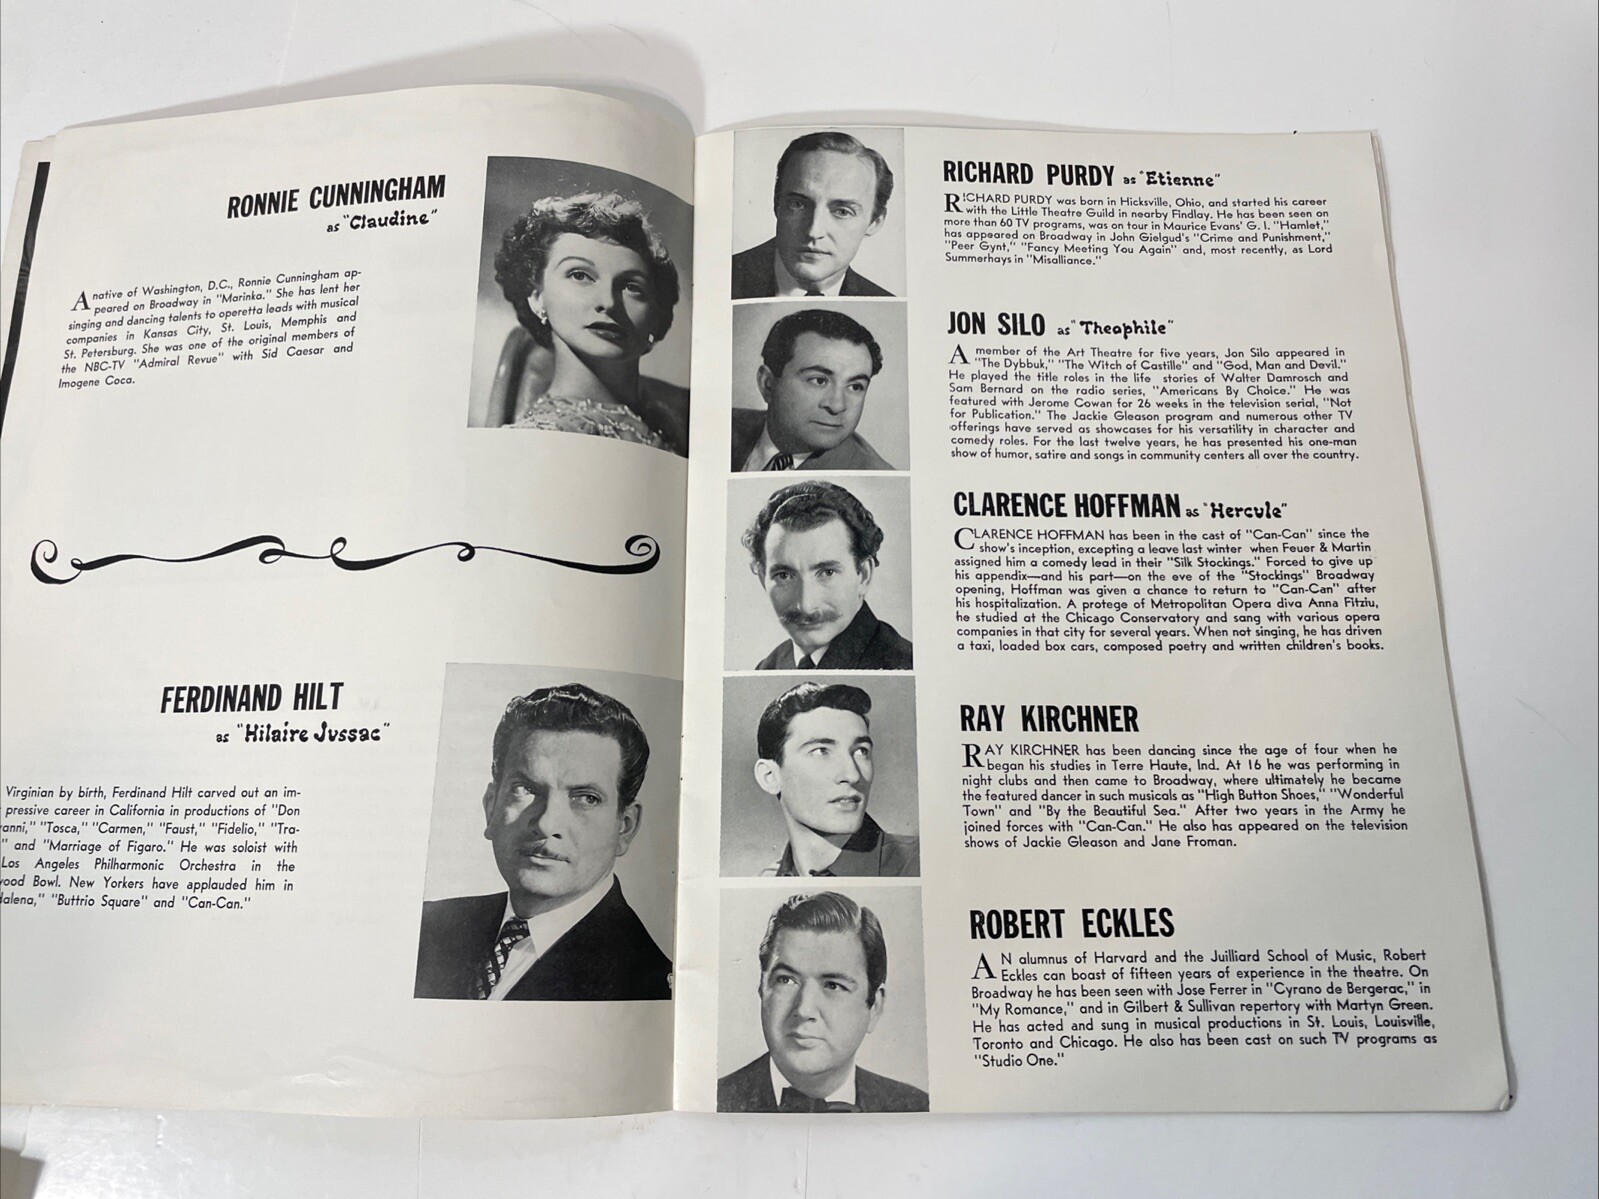 RONNIE CUNNINGHAM
as "Claudine"
A native of Washington, D.C., Ronnie Cunningham ap-
peared on Broadway in "Marinka." She has lent her
singing and dancing talents to operetta leads with musical
companies in Kansas City, St. Louis, Memphis and
St. Petersburg. She was one of the original members of
the NBC-TV "Admiral Revue" with Sid Caesar and
Imogene Coca.
FERDINAND HILT
as "Hilaire Jussac"
Virginian by birth, Ferdinand Hilt carved out an im-
pressive career in California in productions of "Don
anni," "Tosca," "Carmen," "Faust," "Fidelio," "Tra-
" and "Marriage of Figaro." He was soloist with
Los Angeles Philharmonic Orchestra in the
wood Bowl. New Yorkers have applauded him in
dalena," "Buttrio Square" and "Can-Can."
RICHARD PURDY as "Etienne"
RICHARD PURDY was born in Hicksville, Ohio, and started his career
with the Little Theatre Guild in nearby Findlay. He has been seen on
more than 60 TV programs, was on tour in Maurice Evans' G. I. "Hamlet,"
has appeared on Broadway in John Gielgud's "Crime and Punishment,"
"Peer Gynt," "Fancy Meeting You Again" and, most recently, as Lord
Summerhays in "Misalliance."
JON SILO as "Theophile"
A member of the Art Theatre for five years, Jon Silo appeared in
"The Dybbuk," "The Witch of Castille" and "God, Man and Devil."
He played the title roles in the life stories of Walter Damrosch and
Sam Bernard on the radio series, "Americans By Choice." He was
featured with Jerome Cowan for 26 weeks in the television serial, "Not
for Publication." The Jackie Gleason program and numerous other TV
offerings have served as showcases for his versatility in character and
comedy roles. For the last twelve years, he has presented his one-man
show of humor, satire and songs in community centers all over the country.
CLARENCE HOFFMAN as "Hercule"
CLARENCE HOFFMAN has been in the cast of "Can-Can" since the
show's inception, excepting a leave last winter when Feuer & Martin
assigned him a comedy lead in their "Silk Stockings." Forced to give up
his appendix—and his part—on the eve of the "Stockings" Broadway
opening, Hoffman was given a chance to return to "Can-Can" after
his hospitalization. A protege of Metropolitan Opera diva Anna Fitziu,
he studied at the Chicago Conservatory and sang with various opera
companies in that city for several years. When not singing, he has driven
a taxi, loaded box cars, composed poetry and written children's books.
RAY KIRCHNER
RAY KIRCHNER has been dancing since the age of four when he
began his studies in Terre Haute, Ind. At 16 he was performing in
night clubs and then came to Broadway, where ultimately he became
the featured dancer in such musicals as "High Button Shoes," "Wonderful
Town" and "By the Beautiful Sea." After two years in the Army he
joined forces with "Can-Can." He also has appeared on the television
shows of Jackie Gleason and Jane Froman.
ROBERT ECKLES
AN alumnus of Harvard and the Juilliard School of Music, Robert
Eckles can boast of fifteen years of experience in the theatre. On
Broadway he has been seen with Jose Ferrer in "Cyrano de Bergerac," in
"My Romance," and in Gilbert & Sullivan repertory with Martyn Green.
He has acted and sung in musical productions in St. Louis, Louisville,
Toronto and Chicago. He also has been cast on such TV programs as
"Studio One."